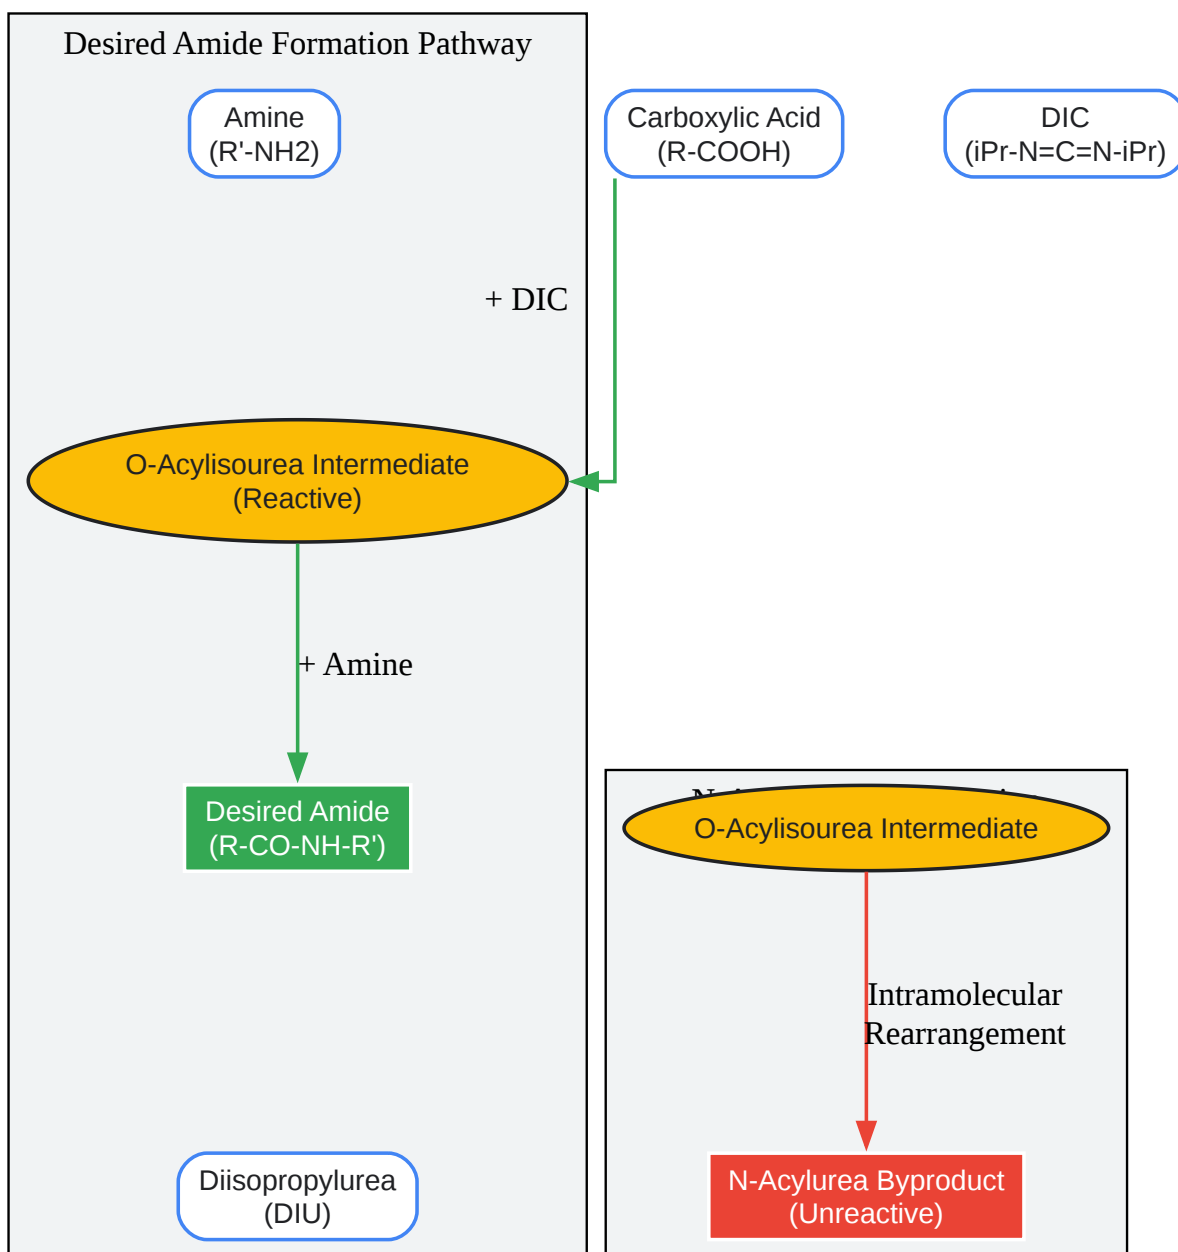 Desired Amide Formation Pathway
Amine
(R'-NH2)
Carboxylic Acid
(R-COOH)
DIC
(iPr-N=C=N-iPr)
+ DIC
O-Acylisourea Intermediate
(Reactive)
+ Amine
Desired Amide
(R-CO-NH-R')
O-Acylisourea Intermediate
Intramolecular
Rearrangement
Diisopropylurea
(DIU)
N-Acylurea Byproduct
(Unreactive)